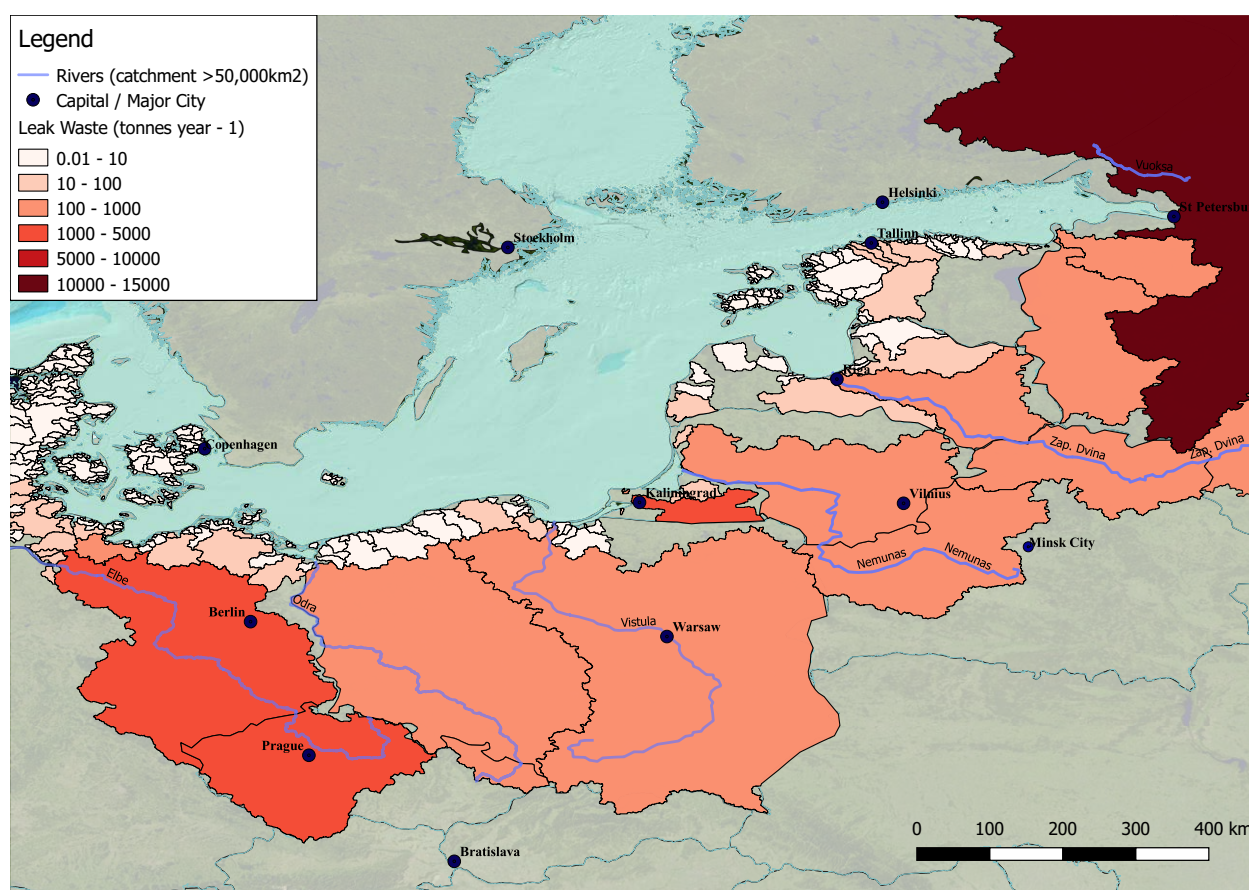 Legend
Rivers (catchment >50,000km2)
Capital / Major City
Leak Waste (tonnes year - 1)
0.01 - 10
10 - 100
100 - 1000
1000 - 5000
5000 - 10000
10000 - 15000
Vuoksa
Helsinki
St Petersbu
Tallinn
Stockholm
Riga
Copenhagen
Zap. Dvina
Zap. Dvina
Kaliningrad
Vilnius
Minsk City
Nemunas
Nemunas
Elbe
Odra
Berlin
Vistula
Warsaw
Prague
Bratislava
0 100 200 300 400 km